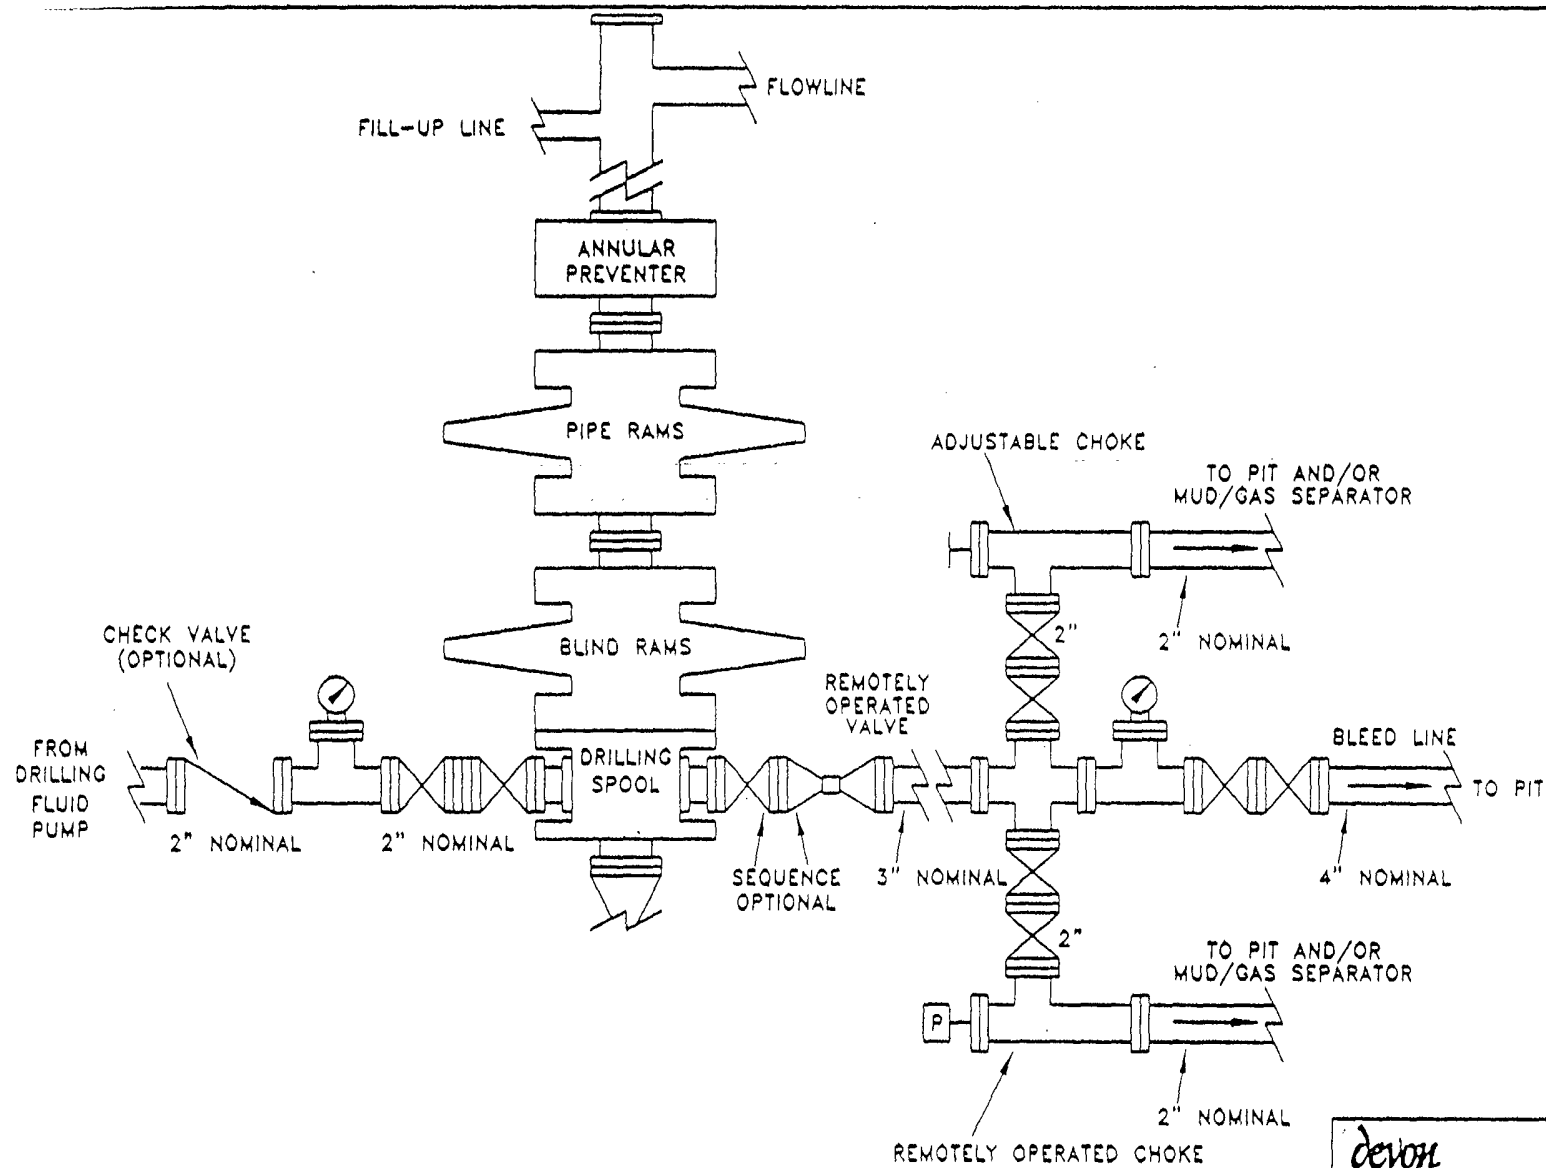 FLOWLINE
FILL-UP LINE
ANNULAR
PREVENTER
PIPE RAMS
ADJUSTABLE CHOKE
TO PIT AND/OR
MUD/GAS SEPARATOR
2" NOMINAL
2"
CHECK VALVE
(OPTIONAL)
BLIND RAMS
REMOTELY
OPERATED
VALVE
FROM
DRILLING
FLUID
PUMP
2" NOMINAL
2" NOMINAL
DRILLING
SPOOL
BLEED LINE
TO PIT
SEQUENCE
OPTIONAL
3" NOMINAL
4" NOMINAL
2"
TO PIT AND/OR
MUD/GAS SEPARATOR
P
2" NOMINAL
REMOTELY OPERATED CHOKE
devon